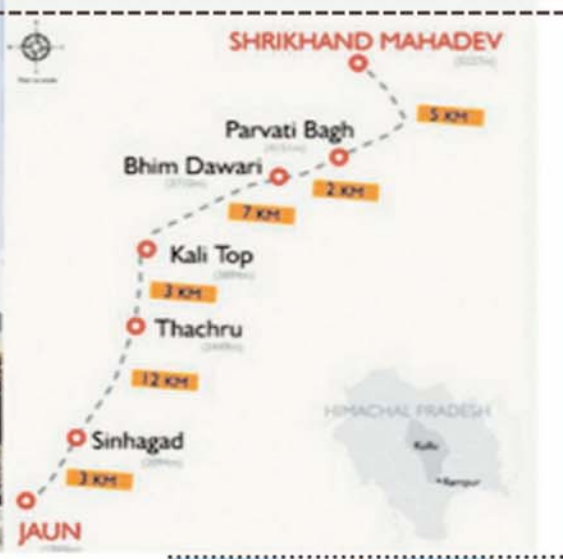 SHRIKHAND MAHADEV
5 KM
Parvati Bagh
Bhim Dawari
2 KM
7 KM
Kali Top
3 KM
Thachru
12 KM
HIMACHAL PRADESH
Kullu
Rampur
Sinhagad
3 KM
JAUN